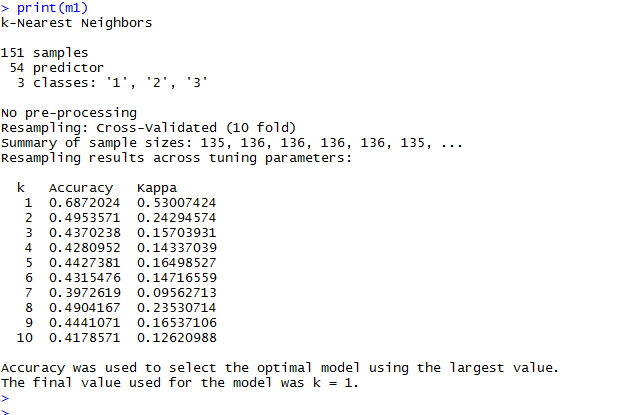 > print(m1)
k-Nearest Neighbors
151 samples
54 predictor
3 classes: '1', '2', '3'
No pre-processing
Resampling: Cross-Validated (10 fold)
Summary of sample sizes: 135, 136, 136, 136, 136, 135, ...
Resampling results across tuning parameters:
k Accuracy Kappa
1 0.6872024 0.53007424
2 0.4953571 0.24294574
3 0.4370238 0.15703931
4 0.4280952 0.14337039
5 0.4427381 0.16498527
6 0.4315476 0.14716559
7 0.3972619 0.09562713
8 0.4904167 0.23530714
9 0.4441071 0.16537106
10 0.4178571 0.12620988
Accuracy was used to select the optimal model using the largest value.
The final value used for the model was k = 1.
>
>